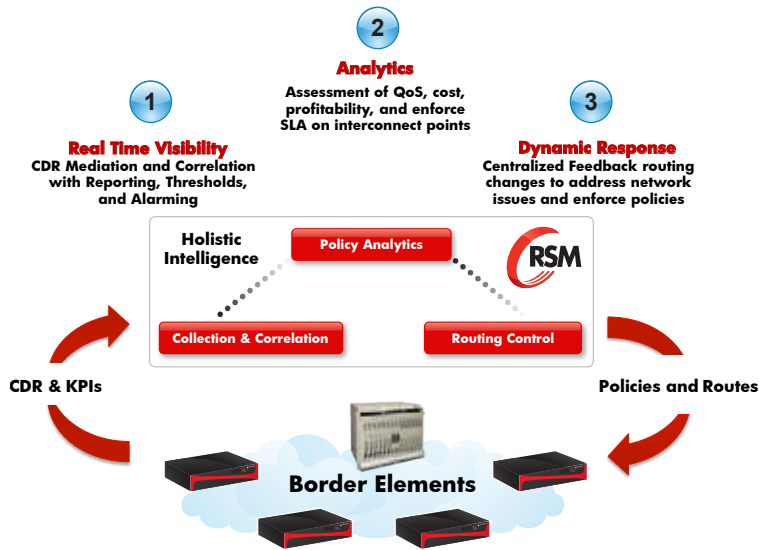 2
Analytics
Assessment of QoS, cost,
profitability, and enforce
SLA on interconnect points
1
Real Time Visibility
CDR Mediation and Correlation
with Reporting, Thresholds,
and Alarming
3
Dynamic Response
Centralized Feedback routing
changes to address network
issues and enforce policies
Holistic
Intelligence
Policy Analytics
RSM
Collection & Correlation
Routing Control
CDR & KPIs
Policies and Routes
Border Elements